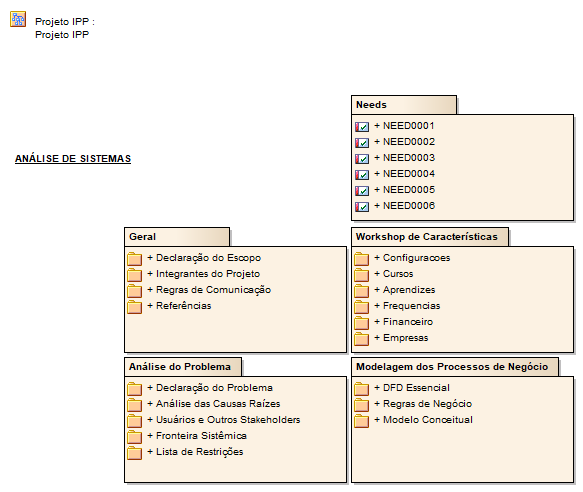 Projeto IPP :
Projeto IPP
Needs
+ NEED0001
+ NEED0002
+ NEED0003
+ NEED0004
+ NEED0005
+ NEED0006
ANÁLISE DE SISTEMAS
Geral
+ Declaração do Escopo
+ Integrantes do Projeto
+ Regras de Comunicação
+ Referências
Workshop de Características
+ Configuracoes
+ Cursos
+ Aprendizes
+ Frequencias
+ Financeiro
+ Empresas
Análise do Problema
+ Declaração do Problema
+ Análise das Causas Raízes
+ Usuários e Outros Stakeholders
+ Fronteira Sistêmica
+ Lista de Restrições
Modelagem dos Processos de Negócio
+ DFD Essencial
+ Regras de Negócio
+ Modelo Conceitual